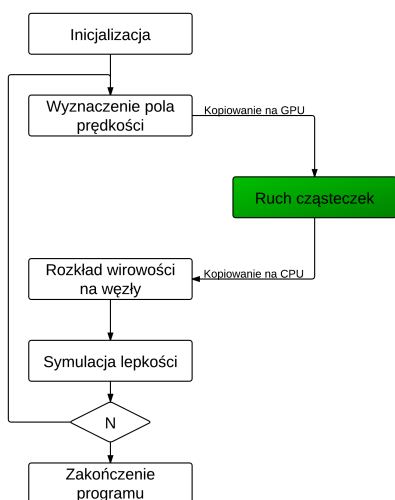 Inicjalizacja
Wyznaczenie pola
prędkości
Kopiowanie na GPU
Ruch cząsteczek
Rozkład wirowości
na węzły
Kopiowanie na CPU
Symulacja lepkości
N
Zakończenie
programu